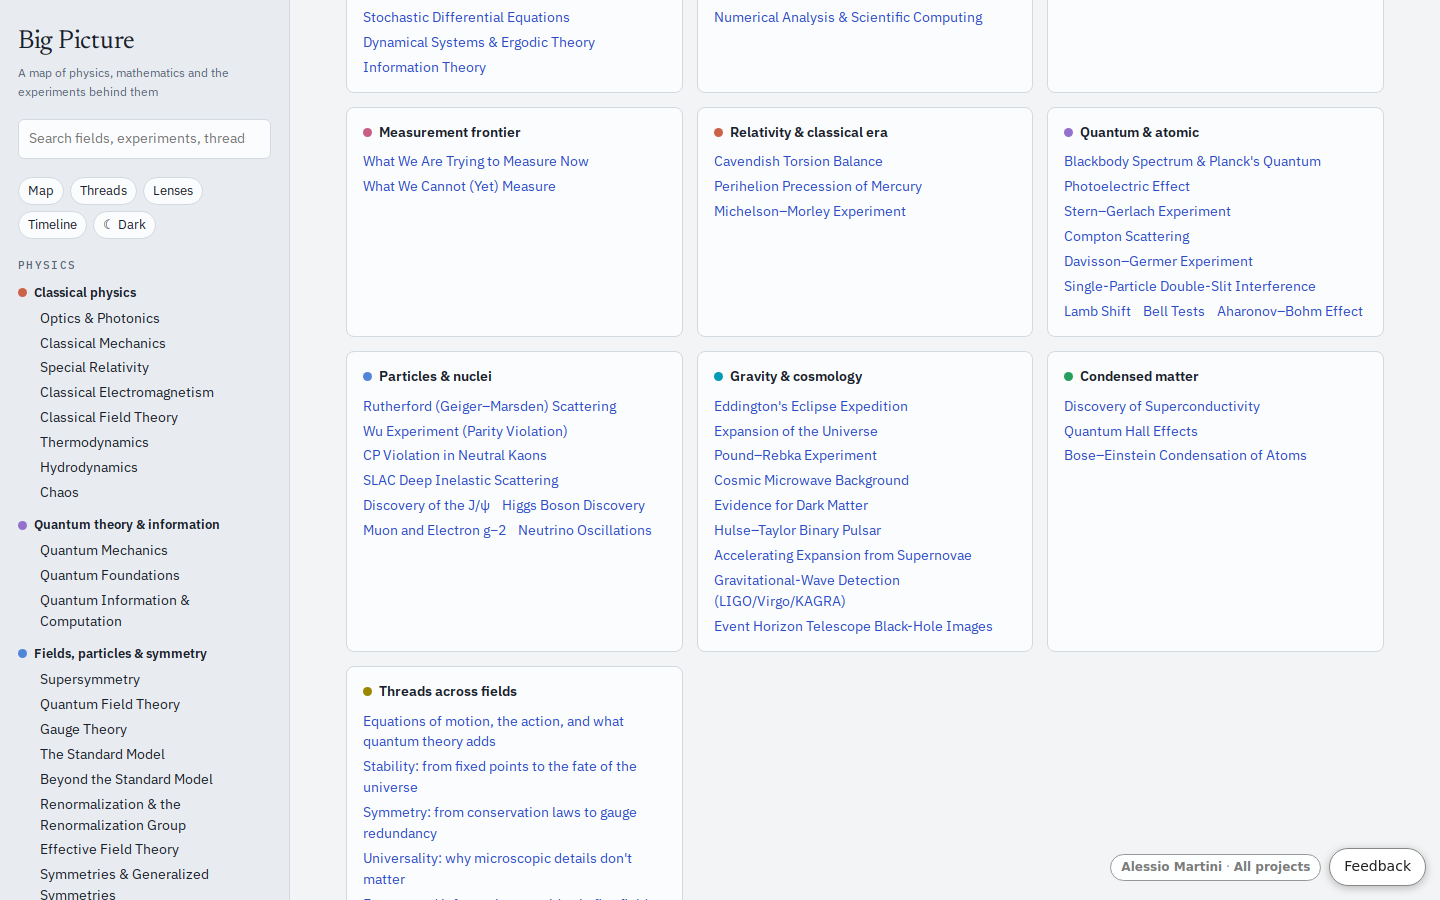 Big Picture
A map of physics, mathematics and the
experiments behind them
Search fields, experiments, thread
Map
Threads
Lenses
Timeline
☾ Dark
PHYSICS
Classical physics
Optics & Photonics
Classical Mechanics
Special Relativity
Classical Electromagnetism
Classical Field Theory
Thermodynamics
Hydrodynamics
Chaos
Quantum theory & information
Quantum Mechanics
Quantum Foundations
Quantum Information &
Computation
Fields, particles & symmetry
Supersymmetry
Quantum Field Theory
Gauge Theory
The Standard Model
Beyond the Standard Model
Renormalization & the
Renormalization Group
Effective Field Theory
Symmetries & Generalized
Symmetries
Stochastic Differential Equations
Dynamical Systems & Ergodic Theory
Information Theory
Numerical Analysis & Scientific Computing
Measurement frontier
What We Are Trying to Measure Now
What We Cannot (Yet) Measure
Relativity & classical era
Cavendish Torsion Balance
Perihelion Precession of Mercury
Michelson–Morley Experiment
Quantum & atomic
Blackbody Spectrum & Planck's Quantum
Photoelectric Effect
Stern–Gerlach Experiment
Compton Scattering
Davisson–Germer Experiment
Single-Particle Double-Slit Interference
Lamb Shift Bell Tests Aharonov–Bohm Effect
Particles & nuclei
Rutherford (Geiger–Marsden) Scattering
Wu Experiment (Parity Violation)
CP Violation in Neutral Kaons
SLAC Deep Inelastic Scattering
Discovery of the J/ψ Higgs Boson Discovery
Muon and Electron g−2 Neutrino Oscillations
Gravity & cosmology
Eddington's Eclipse Expedition
Expansion of the Universe
Pound–Rebka Experiment
Cosmic Microwave Background
Evidence for Dark Matter
Hulse–Taylor Binary Pulsar
Accelerating Expansion from Supernovae
Gravitational-Wave Detection
(LIGO/Virgo/KAGRA)
Event Horizon Telescope Black-Hole Images
Condensed matter
Discovery of Superconductivity
Quantum Hall Effects
Bose–Einstein Condensation of Atoms
Threads across fields
Equations of motion, the action, and what
quantum theory adds
Stability: from fixed points to the fate of the
universe
Symmetry: from conservation laws to gauge
redundancy
Universality: why microscopic details don't
matter
Alessio Martini · All projects
Feedback